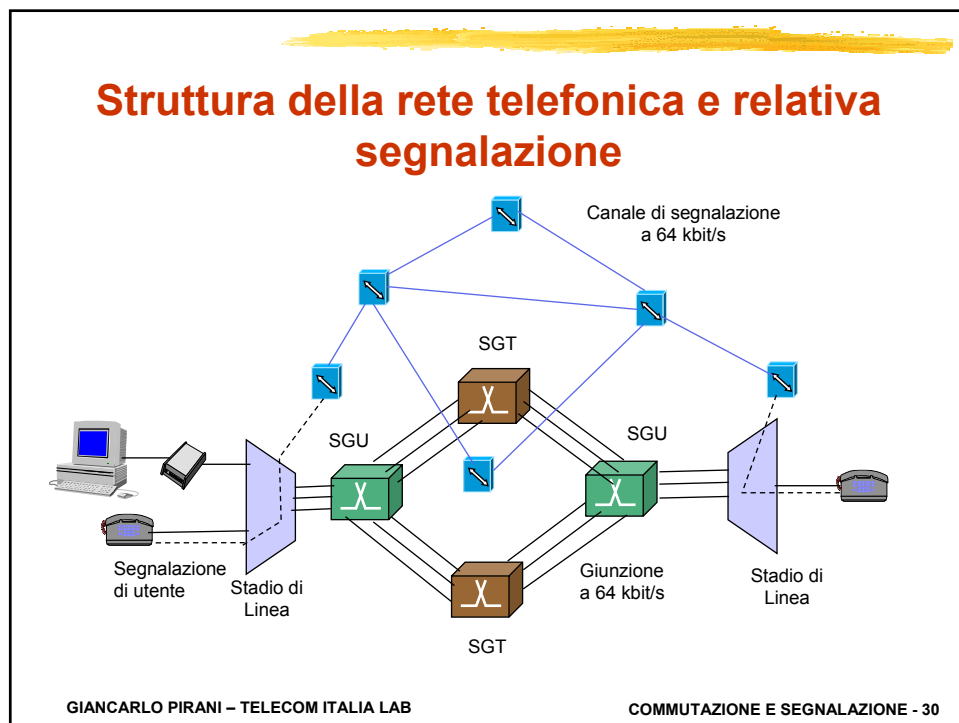 Struttura della rete telefonica e relativa
segnalazione
Canale di segnalazione
a 64 kbit/s
SGT
SGU
SGU
Segnalazione
di utente
Stadio di
Linea
Giunzione
a 64 kbit/s
Stadio di
Linea
SGT
GIANCARLO PIRANI – TELECOM ITALIA LAB
COMMUTAZIONE E SEGNALAZIONE - 30